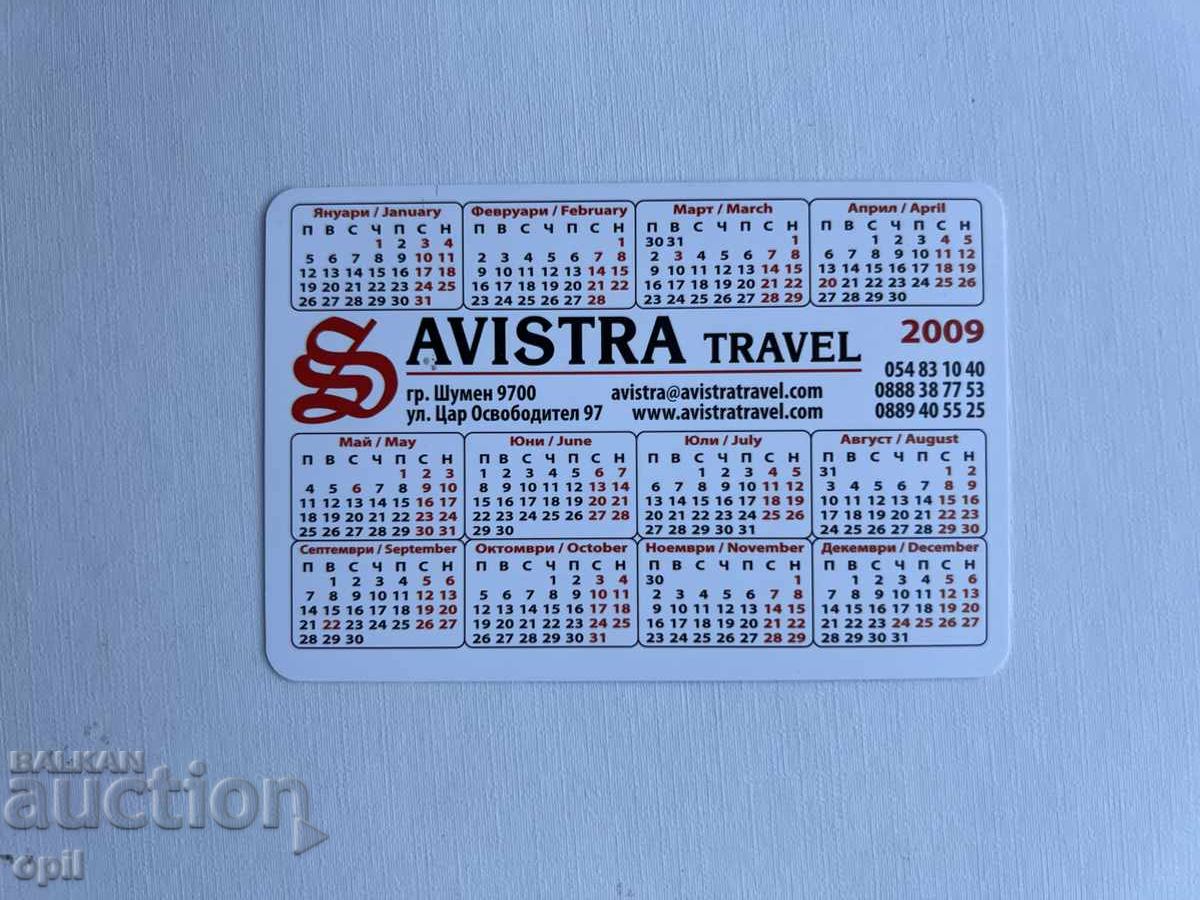 Януари / January
П В С Ч П С Н
1 2 3 4
5 6 7 8 9 10 11
12 13 14 15 16 17 18
19 20 21 22 23 24 25
26 27 28 29 30 31
Февруари / February
П В С Ч П С Н
1
2 3 4 5 6 7 8
9 10 11 12 13 14 15
16 17 18 19 20 21 22
23 24 25 26 27 28
Март / March
П В С Ч П С Н
30 31 1
2 3 4 5 6 7 8
9 10 11 12 13 14 15
16 17 18 19 20 21 22
23 24 25 26 27 28 29
Април / April
П В С Ч П С Н
1 2 3 4 5
6 7 8 9 10 11 12
13 14 15 16 17 18 19
20 21 22 23 24 25 26
27 28 29 30
S AVISTRA TRAVEL 2009
гр. Шумен 9700
ул. Цар Освободител 97
avistra@avistratravel.com
www.avistratravel.com
054 83 10 40
0888 38 77 53
0889 40 55 25
Май / May
П В С Ч П С Н
1 2 3
4 5 6 7 8 9 10
11 12 13 14 15 16 17
18 19 20 21 22 23 24
25 26 27 28 29 30 31
Юни / June
П В С Ч П С Н
1 2 3 4 5 6 7
8 9 10 11 12 13 14
15 16 17 18 19 20 21
22 23 24 25 26 27 28
29 30
Юли / July
П В С Ч П С Н
1 2 3 4 5
6 7 8 9 10 11 12
13 14 15 16 17 18 19
20 21 22 23 24 25 26
27 28 29 30 31
Август / August
П В С Ч П С Н
31 1 2
3 4 5 6 7 8 9
10 11 12 13 14 15 16
17 18 19 20 21 22 23
24 25 26 27 28 29 30
Септември / September
П В С Ч П С Н
1 2 3 4 5 6
7 8 9 10 11 12 13
14 15 16 17 18 19 20
21 22 23 24 25 26 27
28 29 30
Октомври / October
П В С Ч П С Н
1 2 3 4
5 6 7 8 9 10 11
12 13 14 15 16 17 18
19 20 21 22 23 24 25
26 27 28 29 30 31
Ноември / November
П В С Ч П С Н
30 1
2 3 4 5 6 7 8
9 10 11 12 13 14 15
16 17 18 19 20 21 22
23 24 25 26 27 28 29
Декември / December
П В С Ч П С Н
1 2 3 4 5 6
7 8 9 10 11 12 13
14 15 16 17 18 19 20
21 22 23 24 25 26 27
28 29 30 31
BALKAN
auction
opil